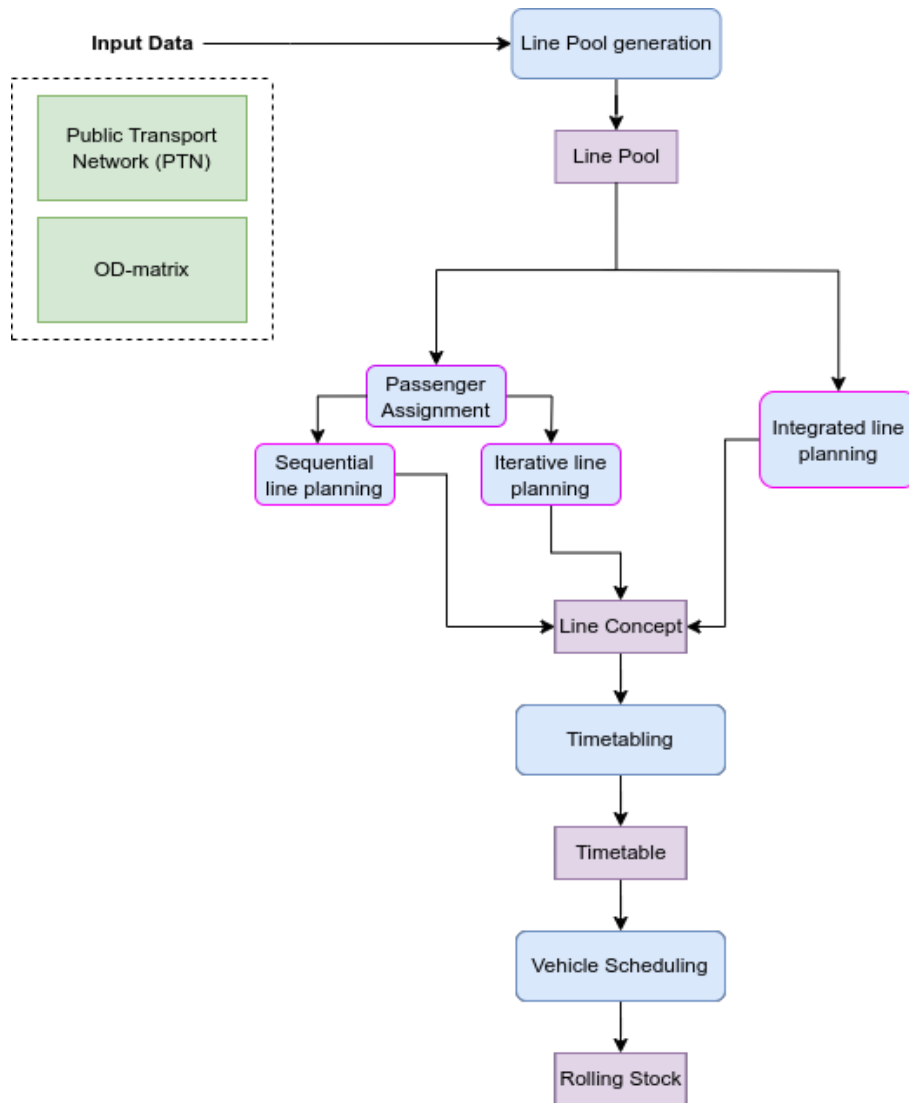 Input Data
Line Pool generation
Public Transport
Network (PTN)
Line Pool
OD-matrix
Passenger
Assignment
Integrated line
planning
Sequential
line planning
Iterative line
planning
Line Concept
Timetabling
Timetable
Vehicle Scheduling
Rolling Stock